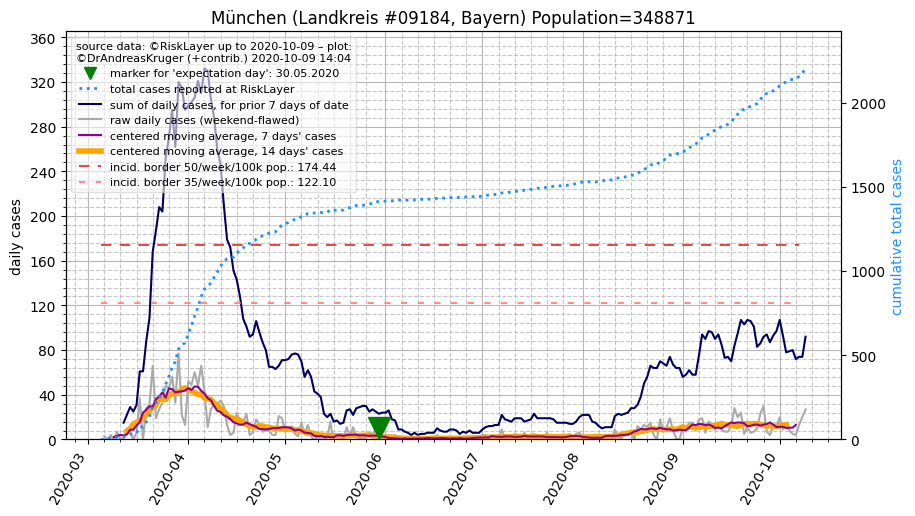 München (Landkreis #09184, Bayern) Population=348871
source data: ©RiskLayer up to 2020-10-09 – plot:
©DrAndreasKruger (+contrib.) 2020-10-09 14:04
marker for 'expectation day': 30.05.2020
total cases reported at RiskLayer
sum of daily cases, for prior 7 days of date
raw daily cases (weekend-flawed)
centered moving average, 7 days' cases
centered moving average, 14 days' cases
incid. border 50/week/100k pop.: 174.44
incid. border 35/week/100k pop.: 122.10
daily cases
360
320
280
240
200
160
120
80
40
0
cumulative total cases
2000
1500
1000
500
0
2020-03
2020-04
2020-05
2020-06
2020-07
2020-08
2020-09
2020-10